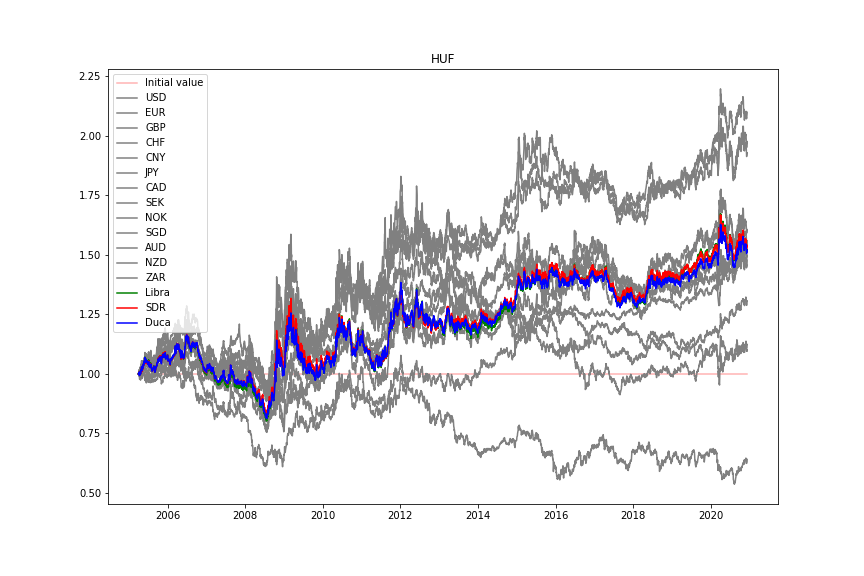 HUF
2.25
2.00
1.75
1.50
1.25
1.00
0.75
0.50
Initial value
USD
EUR
GBP
CHF
CNY
JPY
CAD
SEK
NOK
SGD
AUD
NZD
ZAR
Libra
SDR
Duca
2006
2008
2010
2012
2014
2016
2018
2020